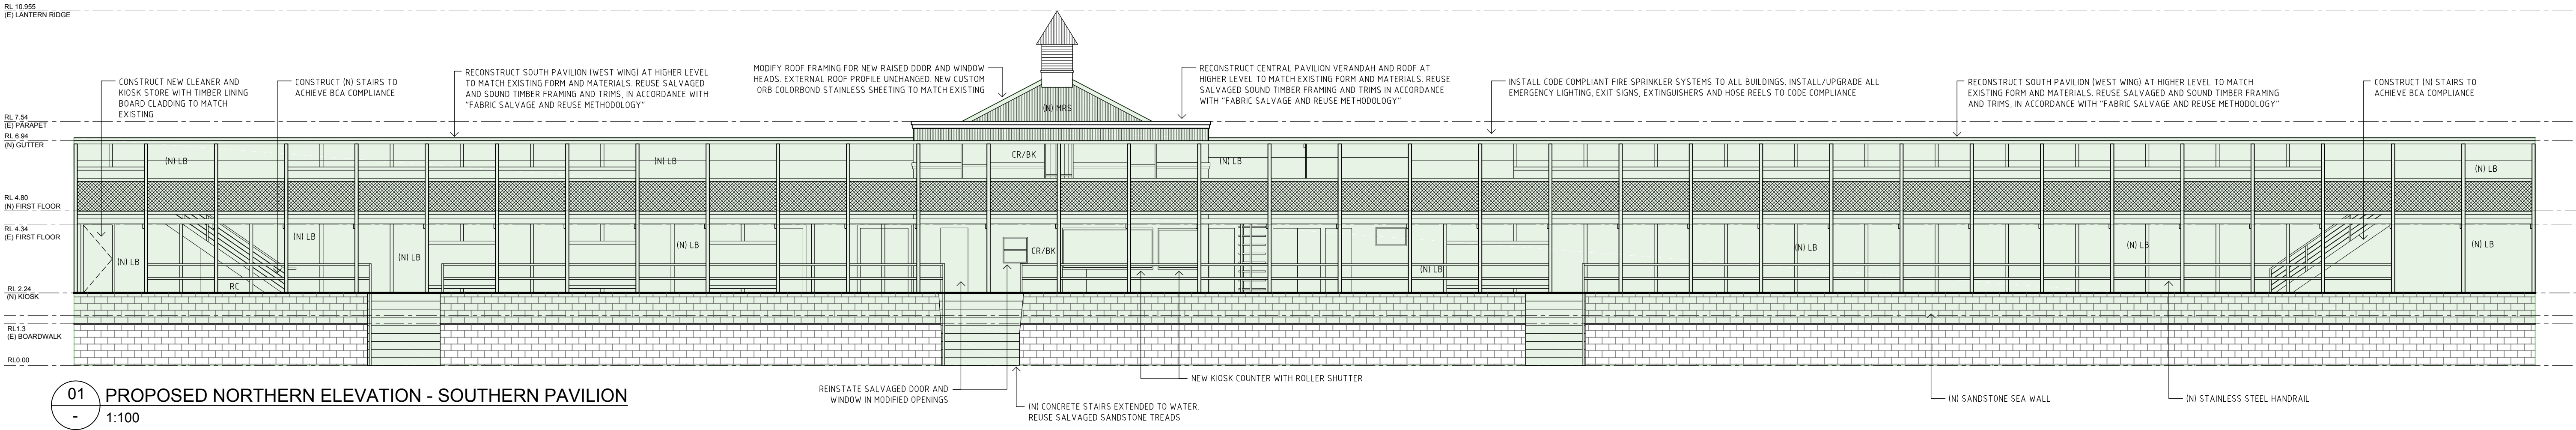 RL 10.955
(E) LANTERN RIDGE
CONSTRUCT NEW CLEANER AND
KIOSK STORE WITH TIMBER LINING
BOARD CLADDING TO MATCH
EXISTING
CONSTRUCT (N) STAIRS TO
ACHIEVE BCA COMPLIANCE
RECONSTRUCT SOUTH PAVILION (WEST WING) AT HIGHER LEVEL
TO MATCH EXISTING FORM AND MATERIALS. REUSE SALVAGED
AND SOUND TIMBER FRAMING AND TRIMS, IN ACCORDANCE WITH
"FABRIC SALVAGE AND REUSE METHODOLOGY"
MODIFY ROOF FRAMING FOR NEW RAISED DOOR AND WINDOW
HEADS. EXTERNAL ROOF PROFILE UNCHANGED. NEW CUSTOM
ORB COLORBOND STAINLESS SHEETING TO MATCH EXISTING
RECONSTRUCT CENTRAL PAVILION VERANDAH AND ROOF AT
HIGHER LEVEL TO MATCH EXISTING FORM AND MATERIALS. REUSE
SALVAGED SOUND TIMBER FRAMING AND TRIMS IN ACCORDANCE
WITH "FABRIC SALVAGE AND REUSE METHODOLOGY"
INSTALL CODE COMPLIANT FIRE SPRINKLER SYSTEMS TO ALL BUILDINGS. INSTALL/UPGRADE ALL
EMERGENCY LIGHTING, EXIT SIGNS, EXTINGUISHERS AND HOSE REELS TO CODE COMPLIANCE
RECONSTRUCT SOUTH PAVILION (WEST WING) AT HIGHER LEVEL TO MATCH
EXISTING FORM AND MATERIALS. REUSE SALVAGED AND SOUND TIMBER FRAMING
AND TRIMS, IN ACCORDANCE WITH "FABRIC SALVAGE AND REUSE METHODOLOGY"
CONSTRUCT (N) STAIRS TO
ACHIEVE BCA COMPLIANCE
(N) MRS
RL 7.54
(E) PARAPET
RL 6.94
(N) GUTTER
(N) LB
(N) LB
CR/BK
(N) LB
(N) LB
RL 4.80
(N) FIRST FLOOR
RL 4.34
(E) FIRST FLOOR
(N) LB
(N) LB
(N) LB
(N) LB
(N) LB
(N) LB
CR/BK
(N) LB
(N) LB
RC
RL 2.24
(N) KIOSK
RL1.3
(E) BOARDWALK
RL0.00
01
-
PROPOSED NORTHERN ELEVATION - SOUTHERN PAVILION
1:100
REINSTATE SALVAGED DOOR AND
WINDOW IN MODIFIED OPENINGS
(N) CONCRETE STAIRS EXTENDED TO WATER.
REUSE SALVAGED SANDSTONE TREADS
NEW KIOSK COUNTER WITH ROLLER SHUTTER
(N) SANDSTONE SEA WALL
(N) STAINLESS STEEL HANDRAIL